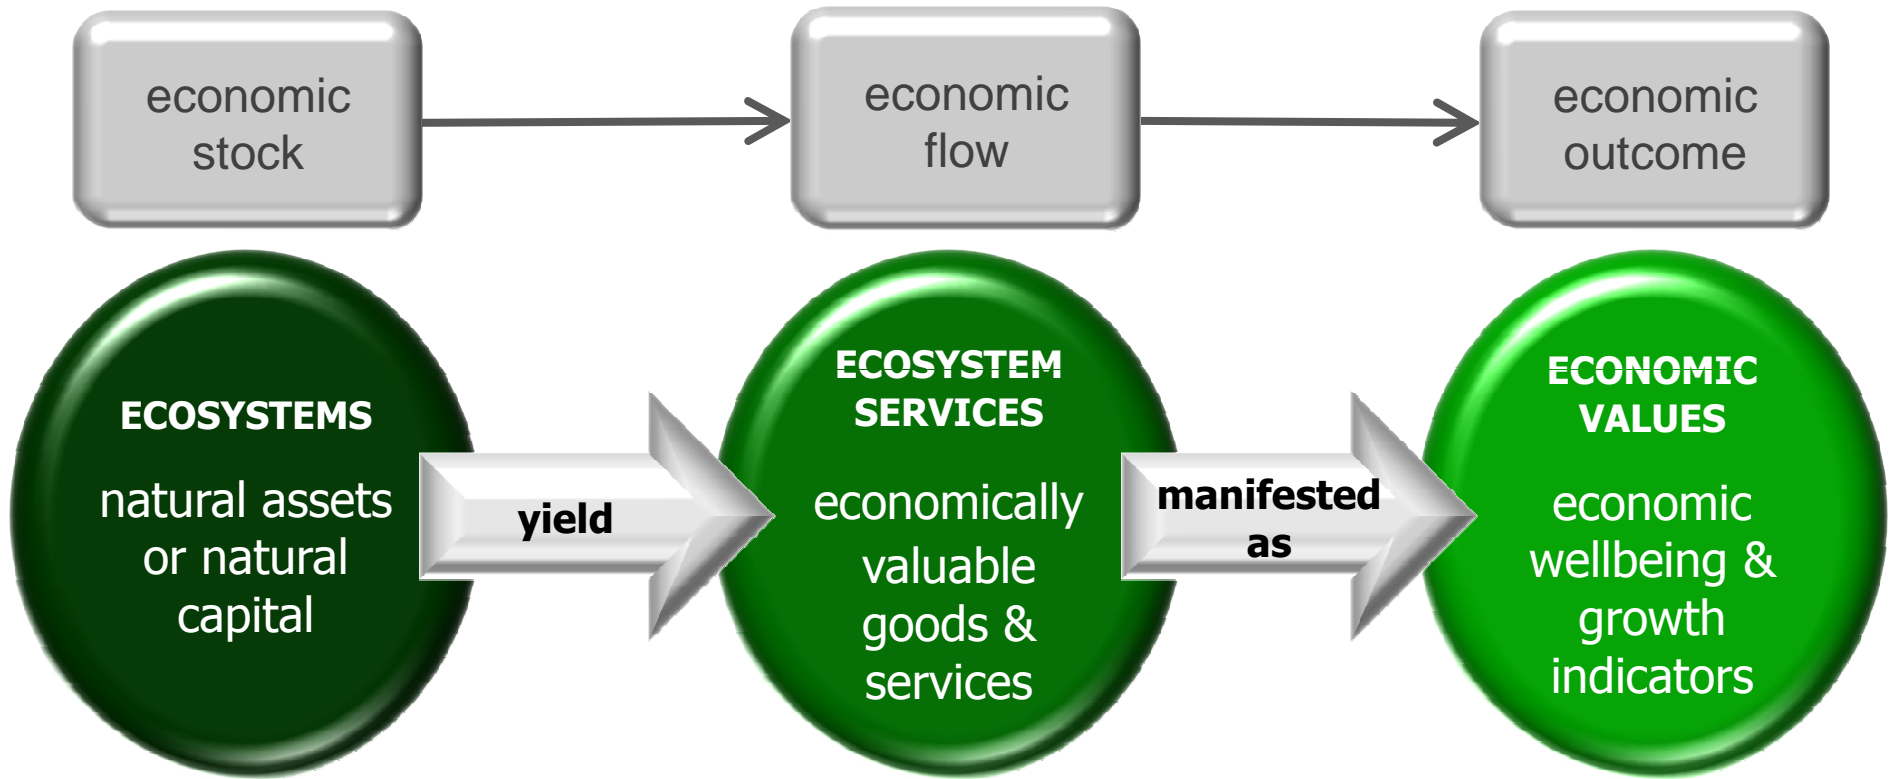 economic
stock
economic
flow
economic
outcome
ECOSYSTEMS
natural assets
or natural
capital
yield
ECOSYSTEM
SERVICES
economically
valuable
goods &
services
manifested
as
ECONOMIC
VALUES
economic
wellbeing &
growth
indicators